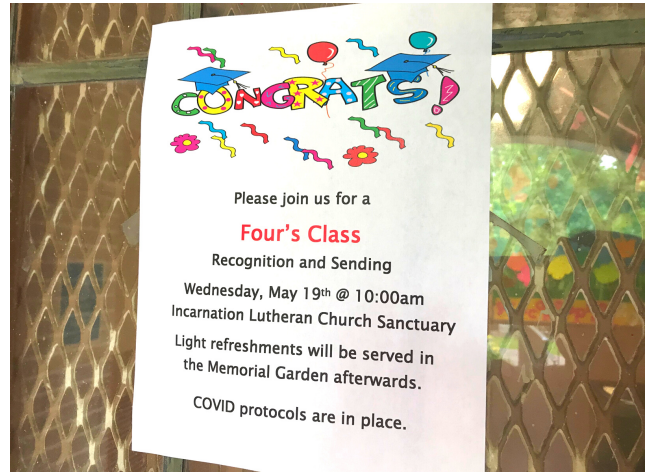 CONGRATS!
Please join us for a
Four's Class
Recognition and Sending
Wednesday, May 19th @ 10:00am
Incarnation Lutheran Church Sanctuary
Light refreshments will be served in
the Memorial Garden afterwards.
COVID protocols are in place.